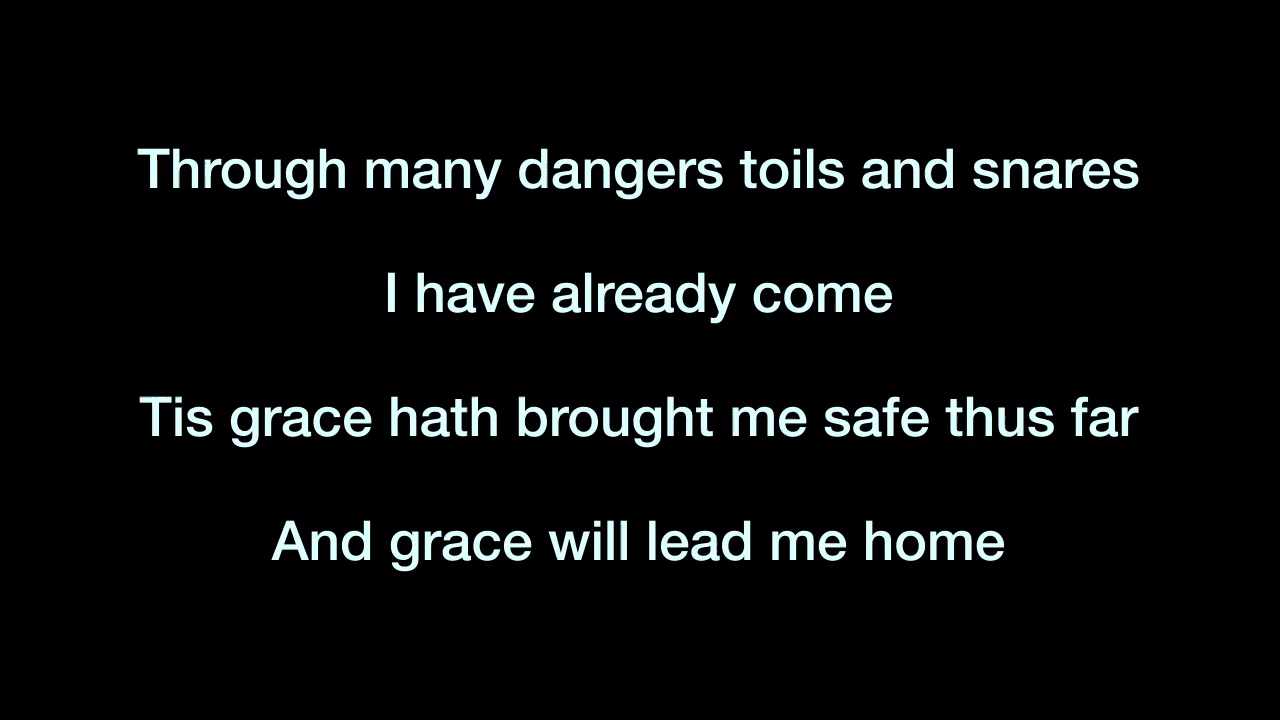 Through many dangers toils and snares
I have already come
Tis grace hath brought me safe thus far
And grace will lead me home